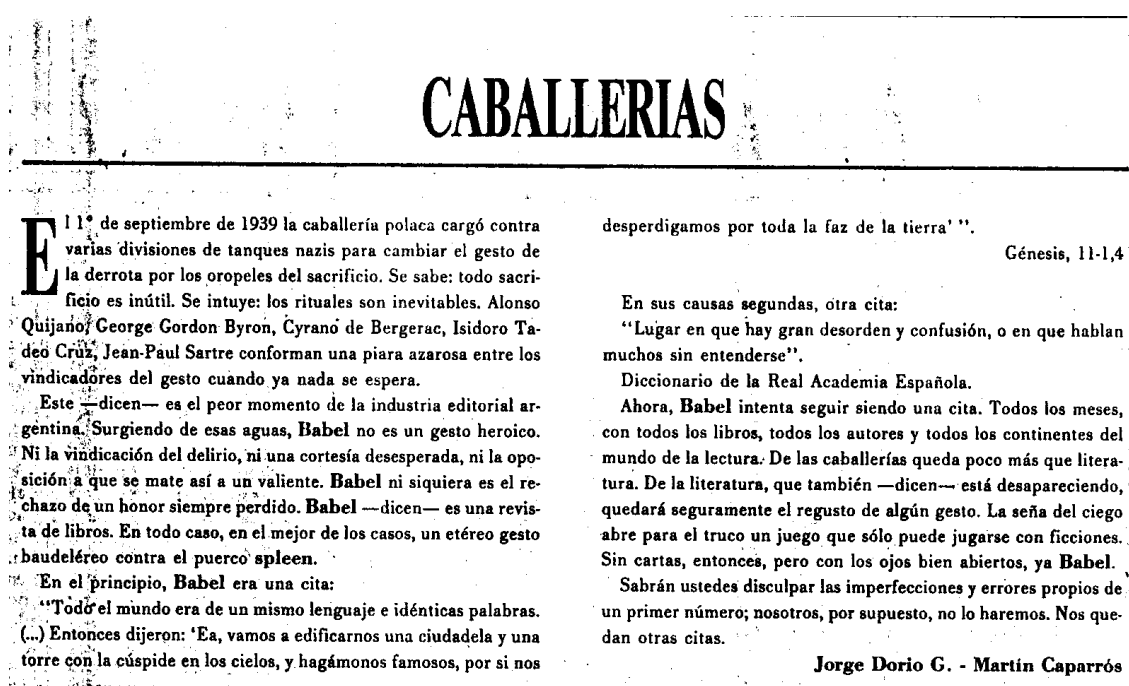 CABALLERIAS
El 1° de septiembre de 1939 la caballería polaca cargó contra
varias divisiones de tanques nazis para cambiar el gesto de
la derrota por los oropeles del sacrificio. Se sabe: todo sacri-
ficio es inútil. Se intuye: los rituales son inevitables. Alonso
Quijano, George Gordon Byron, Cyrano de Bergerac, Isidoro Ta-
deo Cruz, Jean-Paul Sartre conforman una piara azarosa entre los
vindicadores del gesto cuando ya nada se espera.
Este —dicen— es el peor momento de la industria editorial ar-
gentina. Surgiendo de esas aguas, Babel no es un gesto heroico.
Ni la vindicación del delirio, ni una cortesía desesperada, ni la opo-
sición a que se mate así a un valiente. Babel ni siquiera es el re-
chazo de un honor siempre perdido. Babel —dicen— es una revis-
ta de libros. En todo caso, en el mejor de los casos, un etéreo gesto
baudeléreo contra el puerco spleen.
En el principio, Babel era una cita:
“Todo el mundo era de un mismo lenguaje e idénticas palabras.
(...) Entonces dijeron: ‘Ea, vamos a edificarnos una ciudadela y una
torre con la cúspide en los cielos, y hagámonos famosos, por si nos
desperdigamos por toda la faz de la tierra’ ”.
Génesis, 11-1,4
En sus causas segundas, otra cita:
“Lugar en que hay gran desorden y confusión, o en que hablan
muchos sin entenderse”.
Diccionario de la Real Academia Española.
Ahora, Babel intenta seguir siendo una cita. Todos los meses,
con todos los libros, todos los autores y todos los continentes del
mundo de la lectura. De las caballerías queda poco más que litera-
tura. De la literatura, que también —dicen— está desapareciendo,
quedará seguramente el regusto de algún gesto. La seña del ciego
abre para el truco un juego que sólo puede jugarse con ficciones.
Sin cartas, entonces, pero con los ojos bien abiertos, ya Babel.
Sabrán ustedes disculpar las imperfecciones y errores propios de
un primer número; nosotros, por supuesto, no lo haremos. Nos que-
dan otras citas.
Jorge Dorio G. - Martín Caparrós